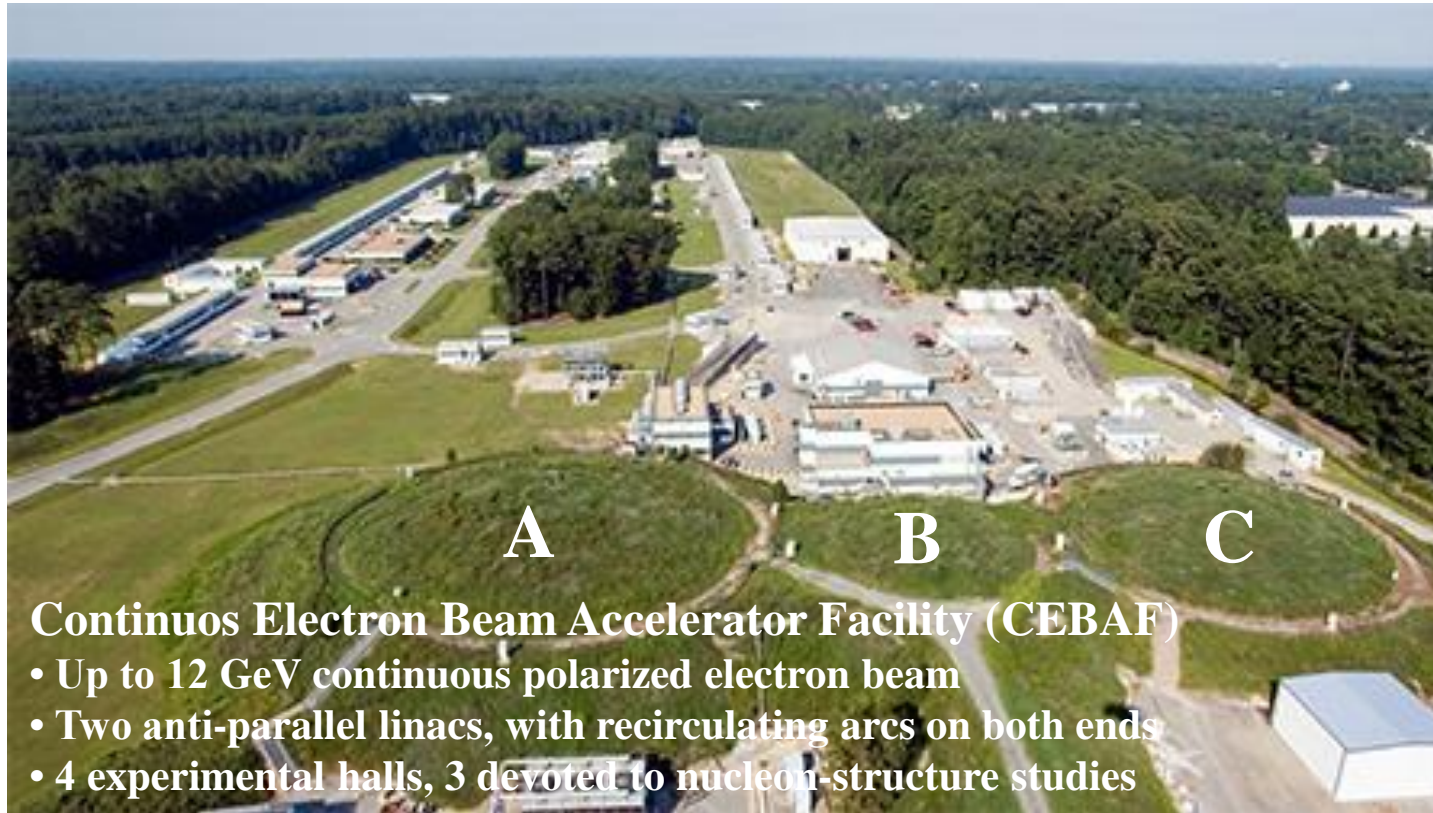 A B C
Continuos Electron Beam Accelerator Facility (CEBAF)
• Up to 12 GeV continuous polarized electron beam
• Two anti-parallel linacs, with recirculating arcs on both ends
• 4 experimental halls, 3 devoted to nucleon-structure studies